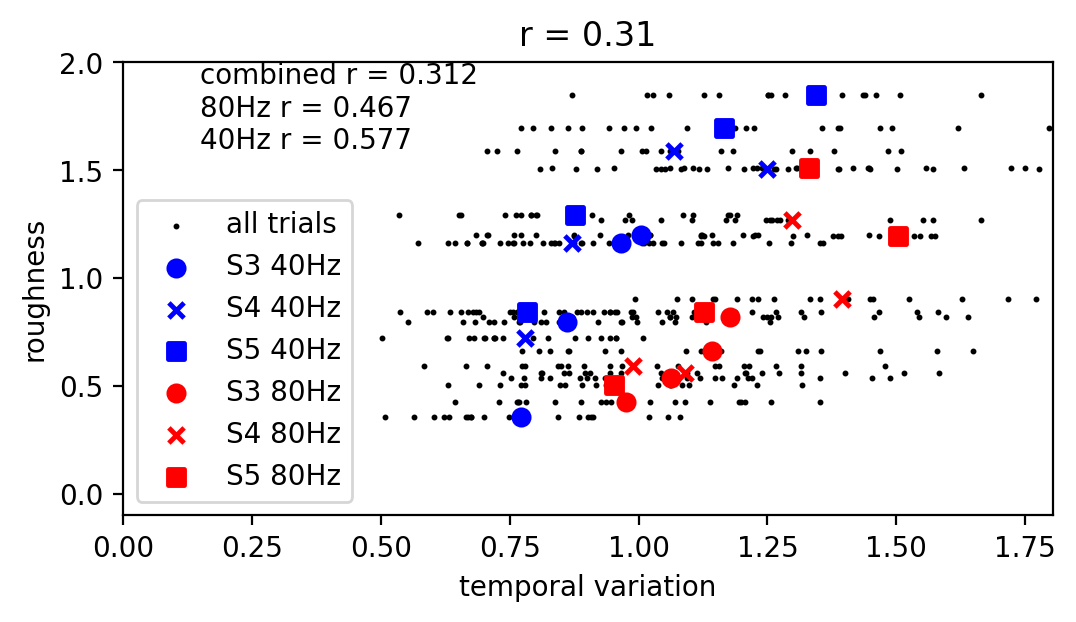 r = 0.31
combined r = 0.312
80Hz r = 0.467
40Hz r = 0.577
all trials
S3 40Hz
S4 40Hz
S5 40Hz
S3 80Hz
S4 80Hz
S5 80Hz
roughness
2.0
1.5
1.0
0.5
0.0
0.00 0.25 0.50 0.75 1.00 1.25 1.50 1.75
temporal variation